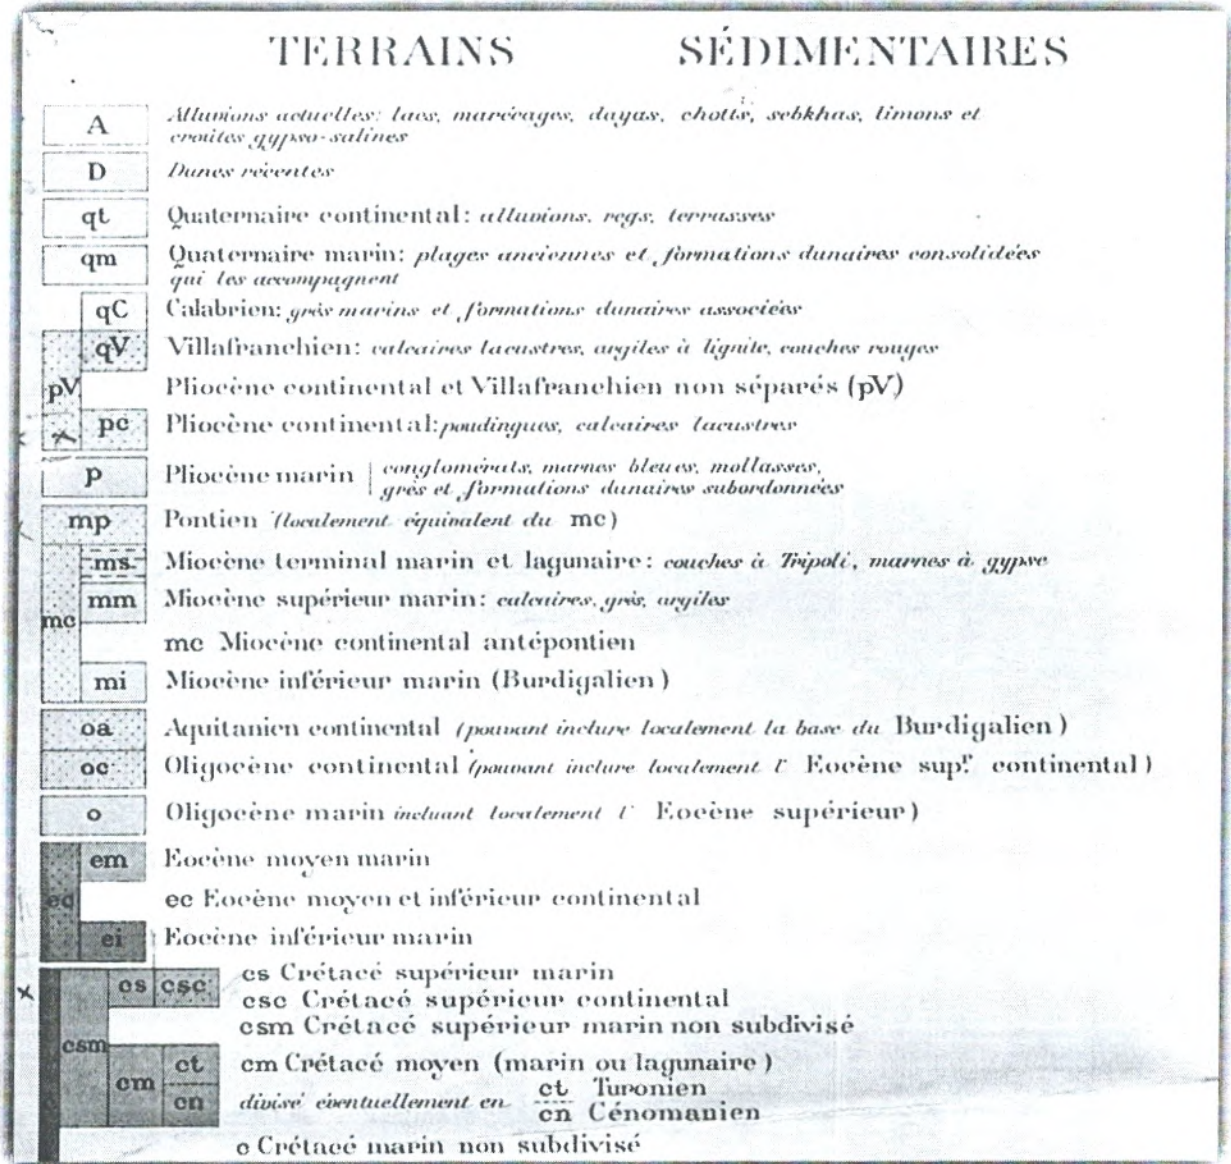 TERRAINS SÉDIMENTAIRES
A Alluvions actuelles: lacs, marécages, dayas, chotts, sebkhas, limons et
croûtes gypso-salines
D Dunes récentes
qt Quaternaire continental: alluvions, regs, terrasses
qm Quaternaire marin: plages anciennes et formations dunaires consolidées
qui les accompagnent
qC Calabrien: grès marins et formations dunaires associées
qV Villafranchien: calcaires lacustres, argiles à lignite, couches rouges
pV Pliocène continental et Villafranchien non séparés (pV)
pc Pliocène continental: poudingues, calcaires lacustres
p Pliocène marin conglomérats, marnes bleues, mollasses,
grès et formations dunaires subordonnées
mp Pontien (localement équivalent du mc)
ms Miocène terminal marin et lagunaire: couches à Tripoli, marnes à gypse
mm Miocène supérieur marin: calcaires, grès, argiles
mc
mc Miocène continental antépontien
mi Miocène inférieur marin (Burdigalien)
oa Aquitanien continental (pouvant inclure localement la base du Burdigalien)
oc Oligocène continental (pouvant inclure localement l' Eocène supr continental)
o Oligocène marin incluant localement l' Eocène supérieur)
em Eocène moyen marin
ec
ec Eocène moyen et inférieur continental
ei Eocène inférieur marin
cs csc cs Crétacé supérieur marin
csc Crétacé supérieur continental
csm Crétacé supérieur marin non subdivisé
csm
cm ct cm Crétacé moyen (marin ou lagunaire)
cn divisé éventuellement en ct Turonien
cn Cénomanien
c Crétacé marin non subdivisé